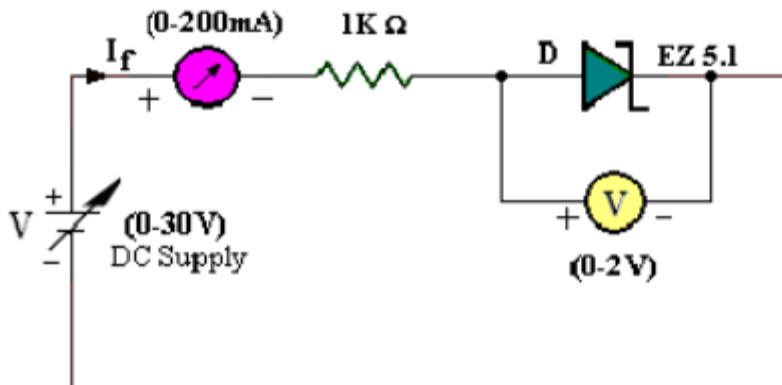 (0-200mA)
1K Ω
I_f
D
EZ 5.1
+
-
+
V
-
(0-2V)
+
V
-
(0-30V)
DC Supply